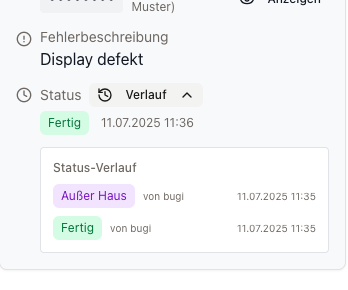 Muster)
Anzeigen
Fehlerbeschreibung
Display defekt
Status Verlauf
Fertig 11.07.2025 11:36
Status-Verlauf
Außer Haus von bugi 11.07.2025 11:35
Fertig von bugi 11.07.2025 11:35